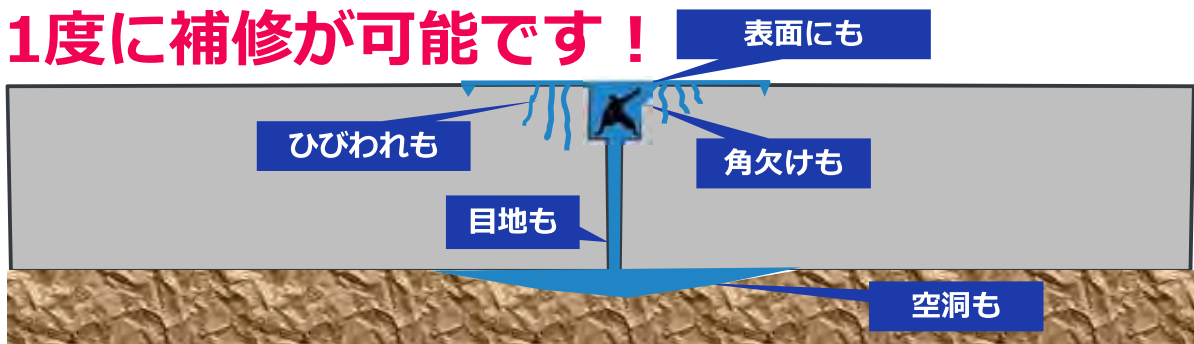 1度に補修が可能です！
表面にも
ひびわれも
角欠けも
目地も
空洞も